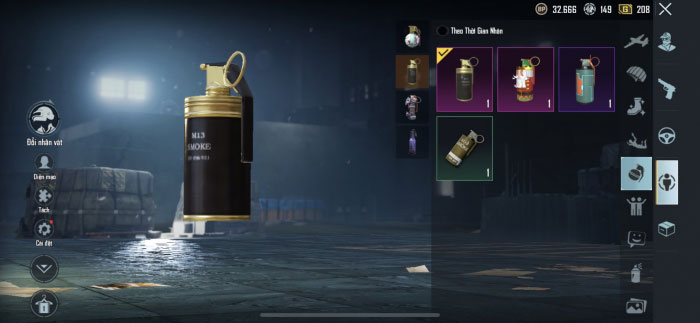 BP 32.666 149 G 208
Theo Thời Gian Nhận
1
1
1
1
M13
SMOKE
Đổi nhân vật
Diện mạo
Tách
Cài đặt